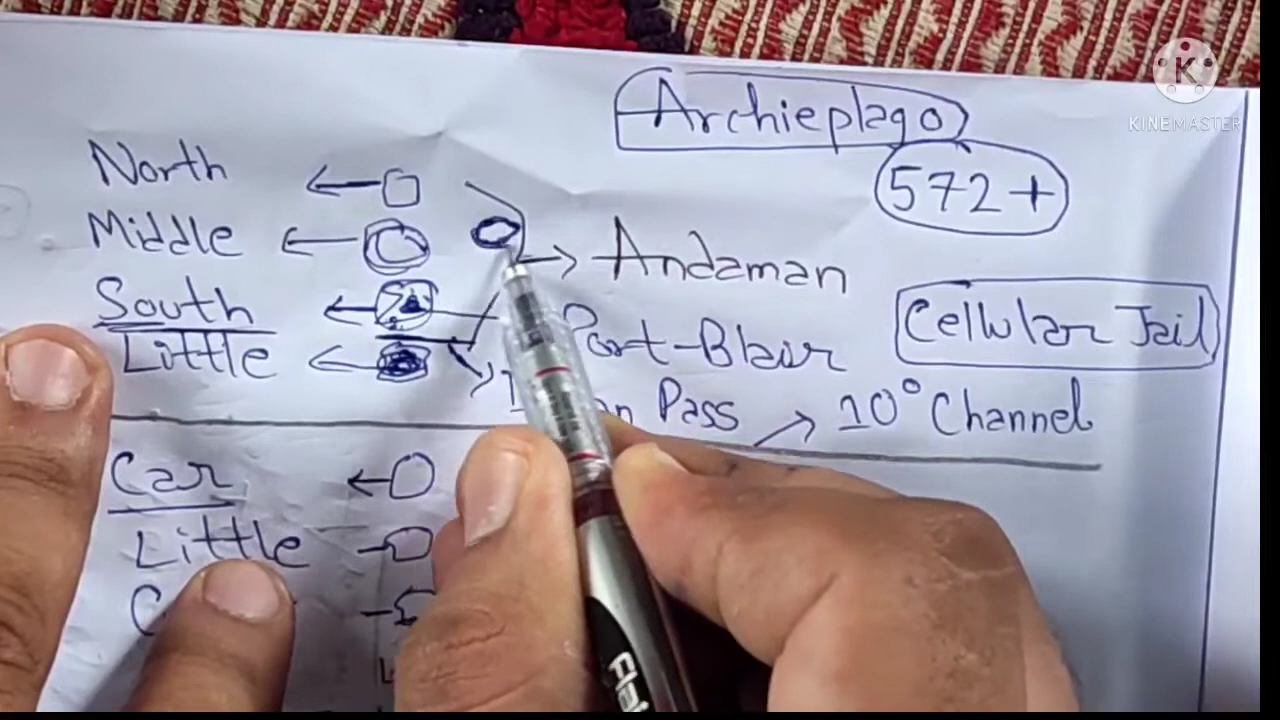 Archieplago
North
572+
Middle
Andaman
South
Cellular Jail
Port-Blair
Little
Pass
10° Channel
Car
Little
KINEMASTER